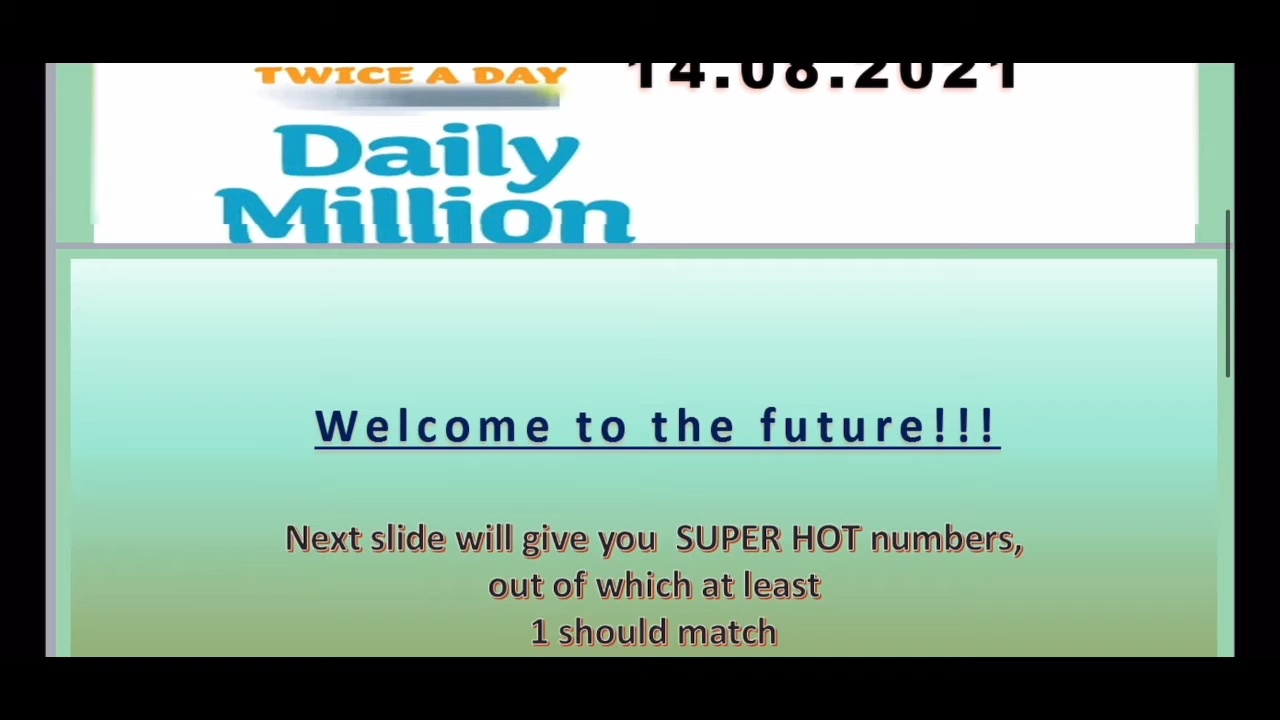 TWICE A DAY
14.08.2021
Daily
Million
Welcome to the future!!!
Next slide will give you SUPER HOT numbers,
out of which at least
1 should match